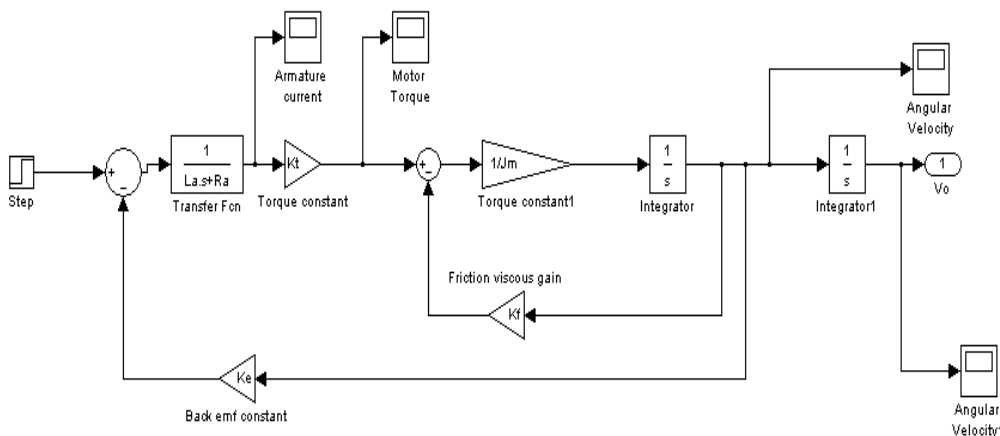 Armature
current
Motor
Torque
Angular
Velocity
Step
+
−
1
La.s+Ra
Transfer Fcn
Kt
Torque constant
+
−
1/Jm
Torque constant1
1
s
Integrator
1
s
Integrator1
1
Vo
Friction viscous gain
Kf
Ke
Back emf constant
Angular
Velocity1